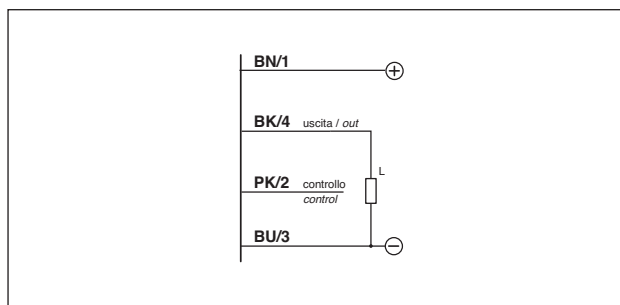 BN/1
+
BK/4 uscita / out
L
PK/2 controllo
control
BU/3
−